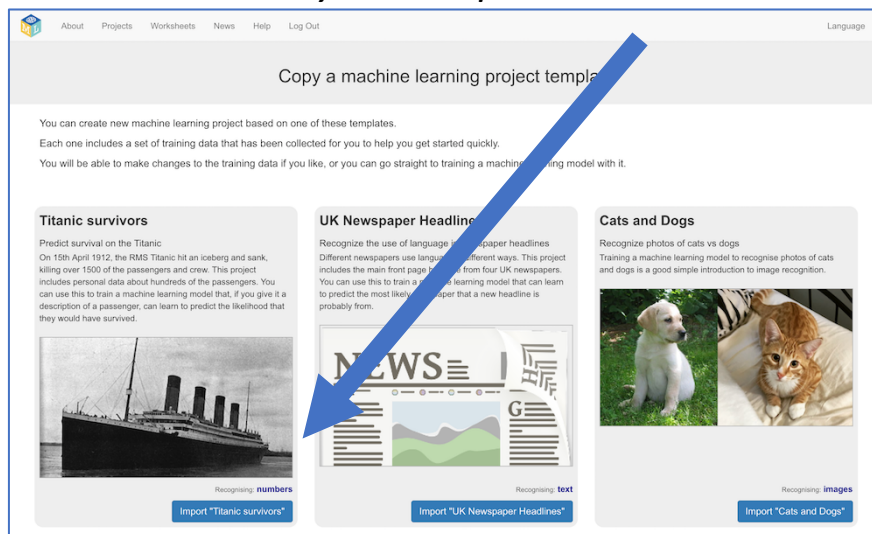 About Projects Worksheets News Help Log Out Language
Copy a machine learning project
You can create new machine learning project based on one of these templates.
Each one includes a set of training data that has been collected for you to help you get started quickly.
You will be able to make changes to the training data if you like, or you can go straight to training a model with it.
Titanic survivors
Predict survival on the Titanic
On 15th April 1912, the RMS Titanic hit an iceberg and sank,
killing over 1500 of the passengers and crew. This project
includes personal data about hundreds of the passengers. You
can use this to train a machine learning model that, if you give it a
description of a passenger, can learn to predict the likelihood that
they would have survived.
Recognising: numbers
Import "Titanic survivors"
UK Newspaper
Recognize the use of language headlines
Different newspapers use different ways. This project
includes the main front page from four UK newspapers.
You can use this to train a learning model that can learn
to predict the most likely that a new headline is
probably from.
NEWS
H
G
Recognising: text
Import "UK Newspaper Headlines"
Cats and Dogs
Recognize photos of cats vs dogs
Training a machine learning model to recognise photos of cats
and dogs is a good simple introduction to image recognition.
Recognising: images
Import "Cats and Dogs"